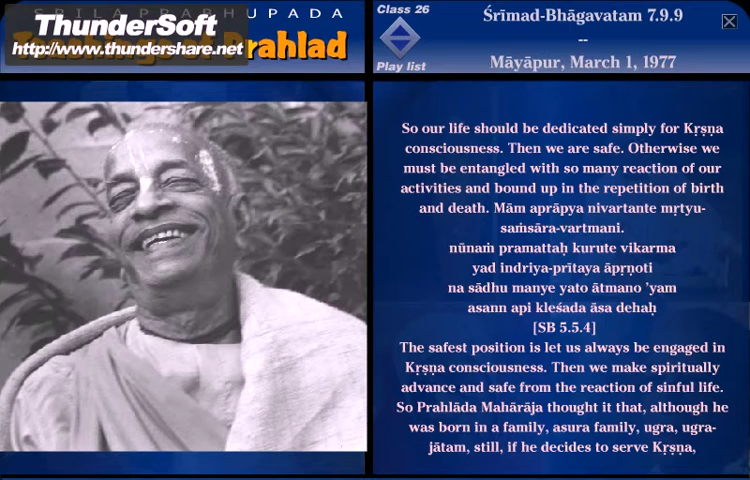 SRILA PRABHUPADA
ThunderSoft
http://www.thundershare.net
Prahlad
Class 26
Play list
Śrīmad-Bhāgavatam 7.9.9
--
Māyāpur, March 1, 1977
So our life should be dedicated simply for Kṛṣṇa
consciousness. Then we are safe. Otherwise we
must be entangled with so many reaction of our
activities and bound up in the repetition of birth
and death. Mām aprāpya nivartante mṛtyu-
saṁsāra-vartmani.
nūnaṁ pramattaḥ kurute vikarma
yad indriya-prītaya āpṛṇoti
na sādhu manye yato ātmano 'yam
asann api kleśada āsa dehaḥ
[SB 5.5.4]
The safest position is let us always be engaged in
Kṛṣṇa consciousness. Then we make spiritually
advance and safe from the reaction of sinful life.
So Prahlāda Mahārāja thought it that, although he
was born in a family, asura family, ugra, ugra-
jātam, still, if he decides to serve Kṛṣṇa,